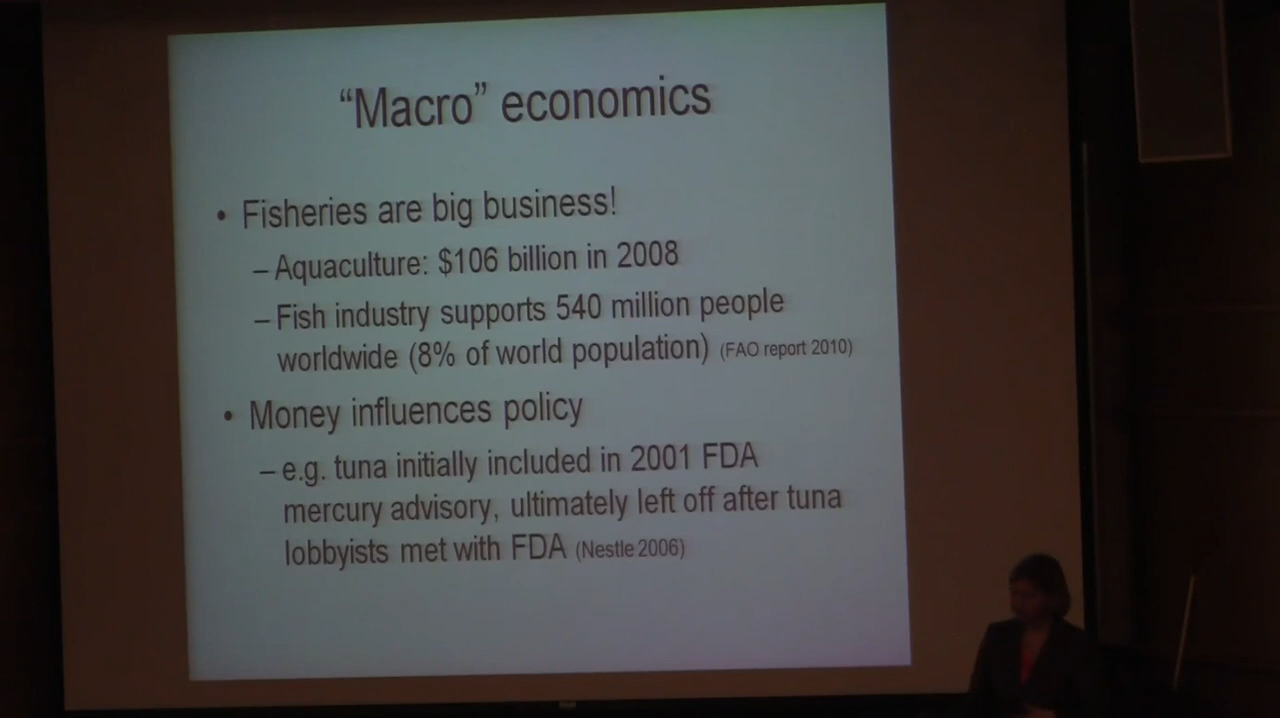 “Macro” economics
• Fisheries are big business!
– Aquaculture: $106 billion in 2008
– Fish industry supports 540 million people
worldwide (8% of world population) (FAO report 2010)
• Money influences policy
– e.g. tuna initially included in 2001 FDA
mercury advisory, ultimately left off after tuna
lobbyists met with FDA (Nestle 2006)